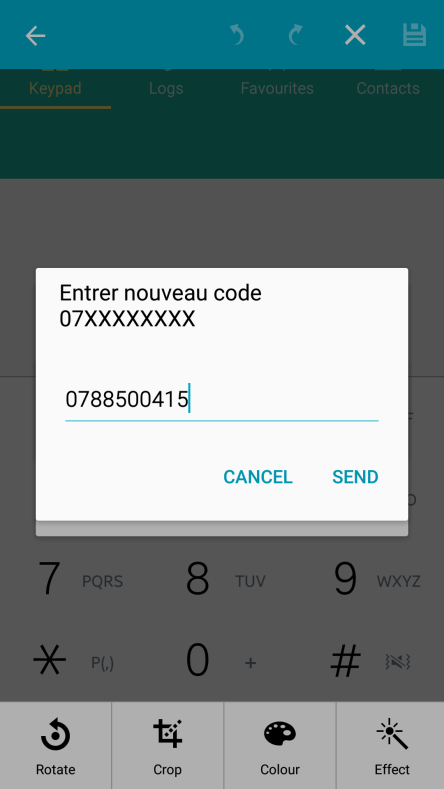 Keypad Logs Favourites Contacts
Entrer nouveau code
07XXXXXXXX
0788500415
CANCEL SEND
7 PQRS 8 TUV 9 WXYZ
P(,) 0 + #
Rotate Crop Colour Effect